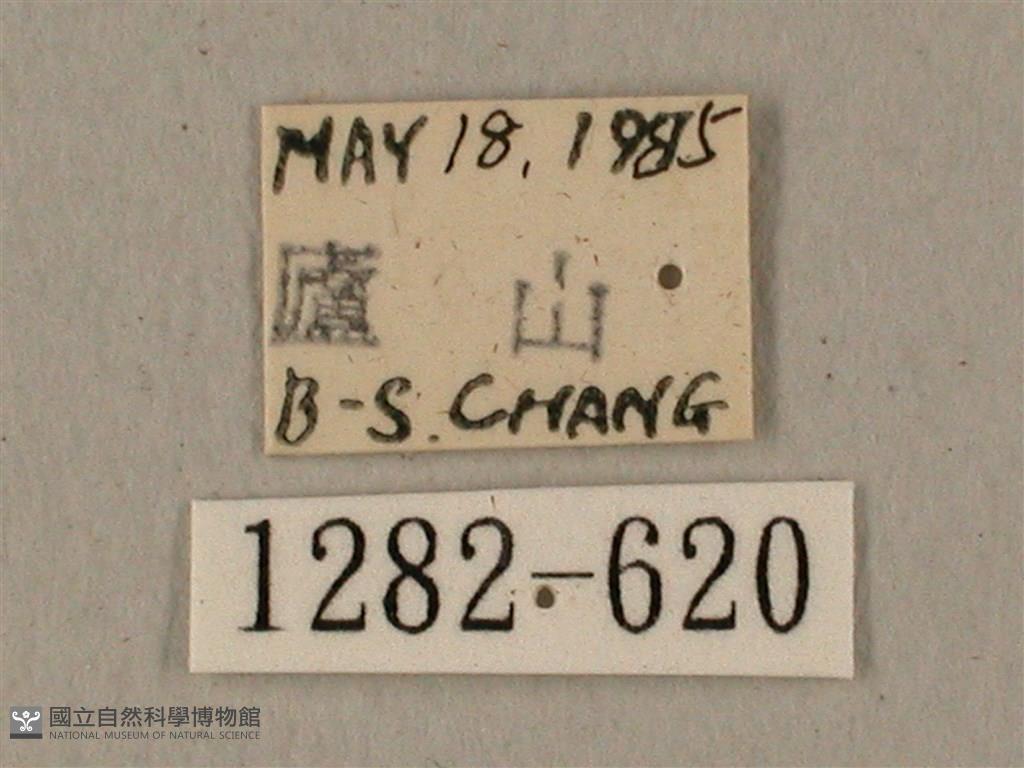 MAY 18, 1985
廬 山
B-S. CHANG
1282-620
國立自然科學博物館
NATIONAL MUSEUM OF NATURAL SCIENCE